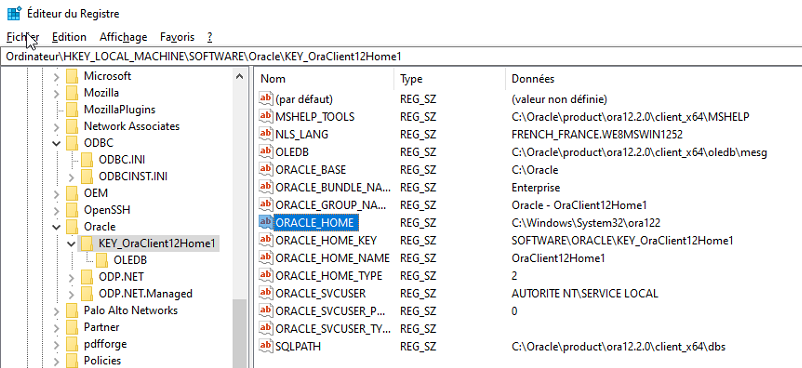 Éditeur du Registre
Fichier Edition Affichage Favoris ?
Ordinateur\HKEY_LOCAL_MACHINE\SOFTWARE\Oracle\KEY_OraClient12Home1
Microsoft
Mozilla
MozillaPlugins
Network Associates
ODBC
ODBC.INI
ODBCINST.INI
OEM
OpenSSH
Oracle
KEY_OraClient12Home1
OLEDB
ODP.NET
ODP.NET.Managed
Palo Alto Networks
Partner
pdfforge
Policies
Nom Type Données
(par défaut) REG_SZ (valeur non définie)
MSHELP_TOOLS REG_SZ C:\Oracle\product\ora12.2.0\client_x64\MSHELP
NLS_LANG REG_SZ FRENCH_FRANCE.WE8MSWIN1252
OLEDB REG_SZ C:\Oracle\product\ora12.2.0\client_x64\oledb\mesg
ORACLE_BASE REG_SZ C:\Oracle
ORACLE_BUNDLE_NA... REG_SZ Enterprise
ORACLE_GROUP_NA... REG_SZ Oracle - OraClient12Home1
ORACLE_HOME REG_SZ C:\Windows\System32\ora122
ORACLE_HOME_KEY REG_SZ SOFTWARE\ORACLE\KEY_OraClient12Home1
ORACLE_HOME_NAME REG_SZ OraClient12Home1
ORACLE_HOME_TYPE REG_SZ 2
ORACLE_SVCUSER REG_SZ AUTORITE NT\SERVICE LOCAL
ORACLE_SVCUSER_P... REG_SZ 0
ORACLE_SVCUSER_TY... REG_SZ
SQLPATH REG_SZ C:\Oracle\product\ora12.2.0\client_x64\dbs